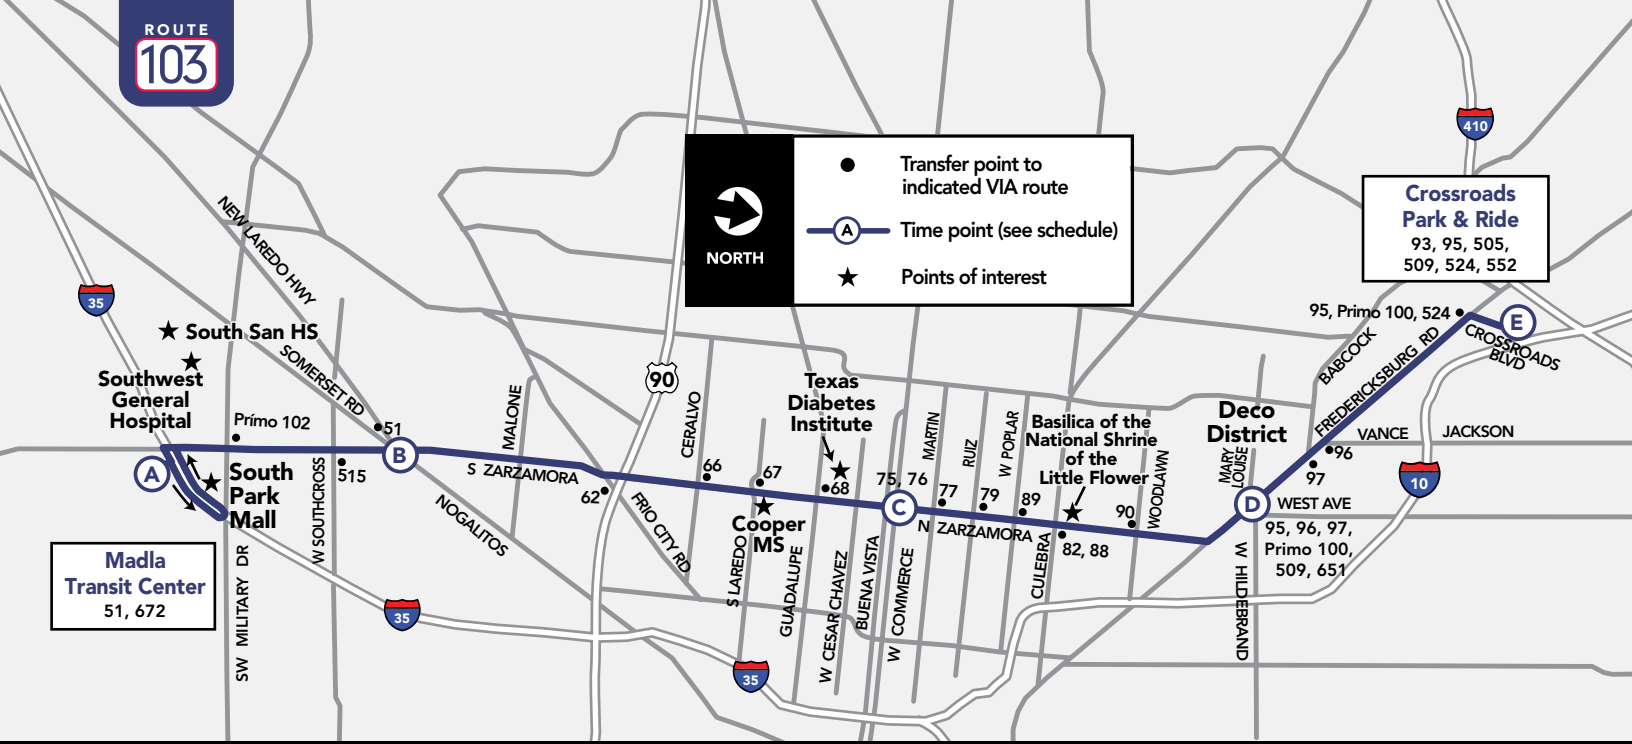 ROUTE
103
410
Transfer point to
indicated VIA route
A
Time point (see schedule)
Points of interest
NORTH
Crossroads
Park & Ride
93, 95, 505,
509, 524, 552
NEW LAREDO HWY
35
South San HS
SOMERSET RD
Southwest
General
Hospital
Prímo 102
51
B
A
South
Park
Mall
W SOUTHCROSS
515
NOGALITOS
Madla
Transit Center
51, 672
SW MILITARY DR
35
MALONE
S ZARZAMORA
62
90
FRIO CITY RD
CERALVO
66
67
Cooper
MS
S LAREDO
GUADALUPE
35
Texas
Diabetes
Institute
68
W CESAR CHAVEZ
BUENA VISTA
W COMMERCE
75, 76
C
N ZARZAMORA
MARTIN
77
RUIZ
79
W POPLAR
89
Basilica of the
National Shrine
of the
Little Flower
CULEBRA
82, 88
90
WOODLAWN
Deco
District
MARY
LOUISE
D
WEST AVE
95, 96, 97,
Primo 100,
509, 651
W HILDEBRAND
97
96
VANCE
JACKSON
10
FREDERICKSBURG RD
BABCOCK
95, Primo 100, 524
E
CROSSROADS
BLVD